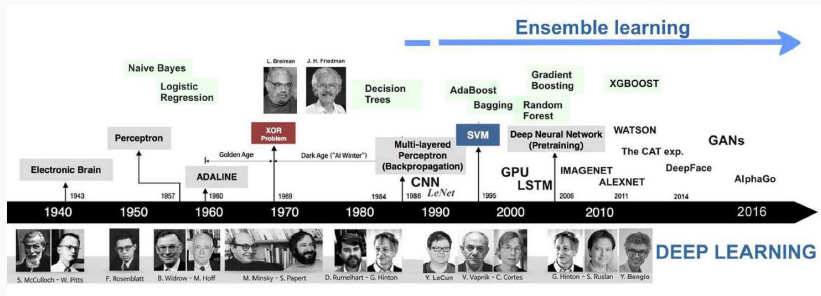 Ensemble learning
L. Breiman
J. H. Friedman
Naive Bayes
Logistic
Regression
Decision
Trees
AdaBoost
Bagging
Gradient
Boosting
Random
Forest
XGBOOST
Electronic Brain
Perceptron
ADALINE
Golden Age
XOR
Problem
Dark Age ("AI Winter")
Multi-layered
Perceptron
(Backpropagation)
CNN
LeNet
SVM
GPU
LSTM
Deep Neural Network
(Pretraining)
IMAGENET
WATSON
The CAT exp.
ALEXNET
DeepFace
GANs
AlphaGo
1943
1957
1960
1969
1984
1986
1995
2006
2011
2014
1940
1950
1960
1970
1980
1990
2000
2010
2016
S. McCulloch – W. Pitts
F. Rosenblatt
B. Widrow – M. Hoff
M. Minsky – S. Papert
D. Rumelhart – G. Hinton
Y. LeCun
V. Vapnik – C. Cortes
G. Hinton – S. Ruslan
Y. Bengio
DEEP LEARNING